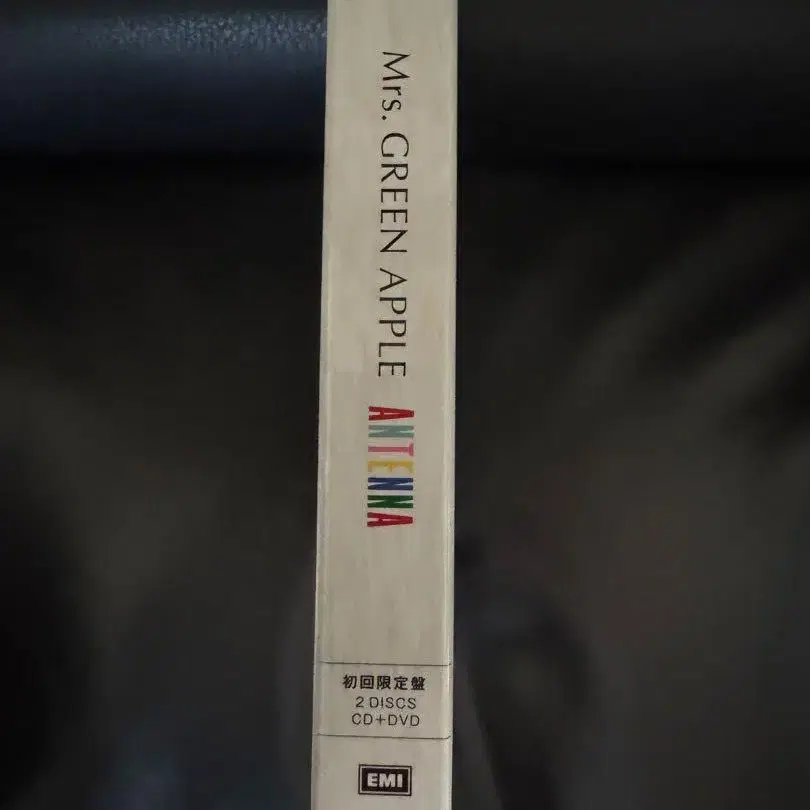 Mrs. GREEN APPLE
ANTENNA
初回限定盤
2 DISCS
CD+DVD
EMI